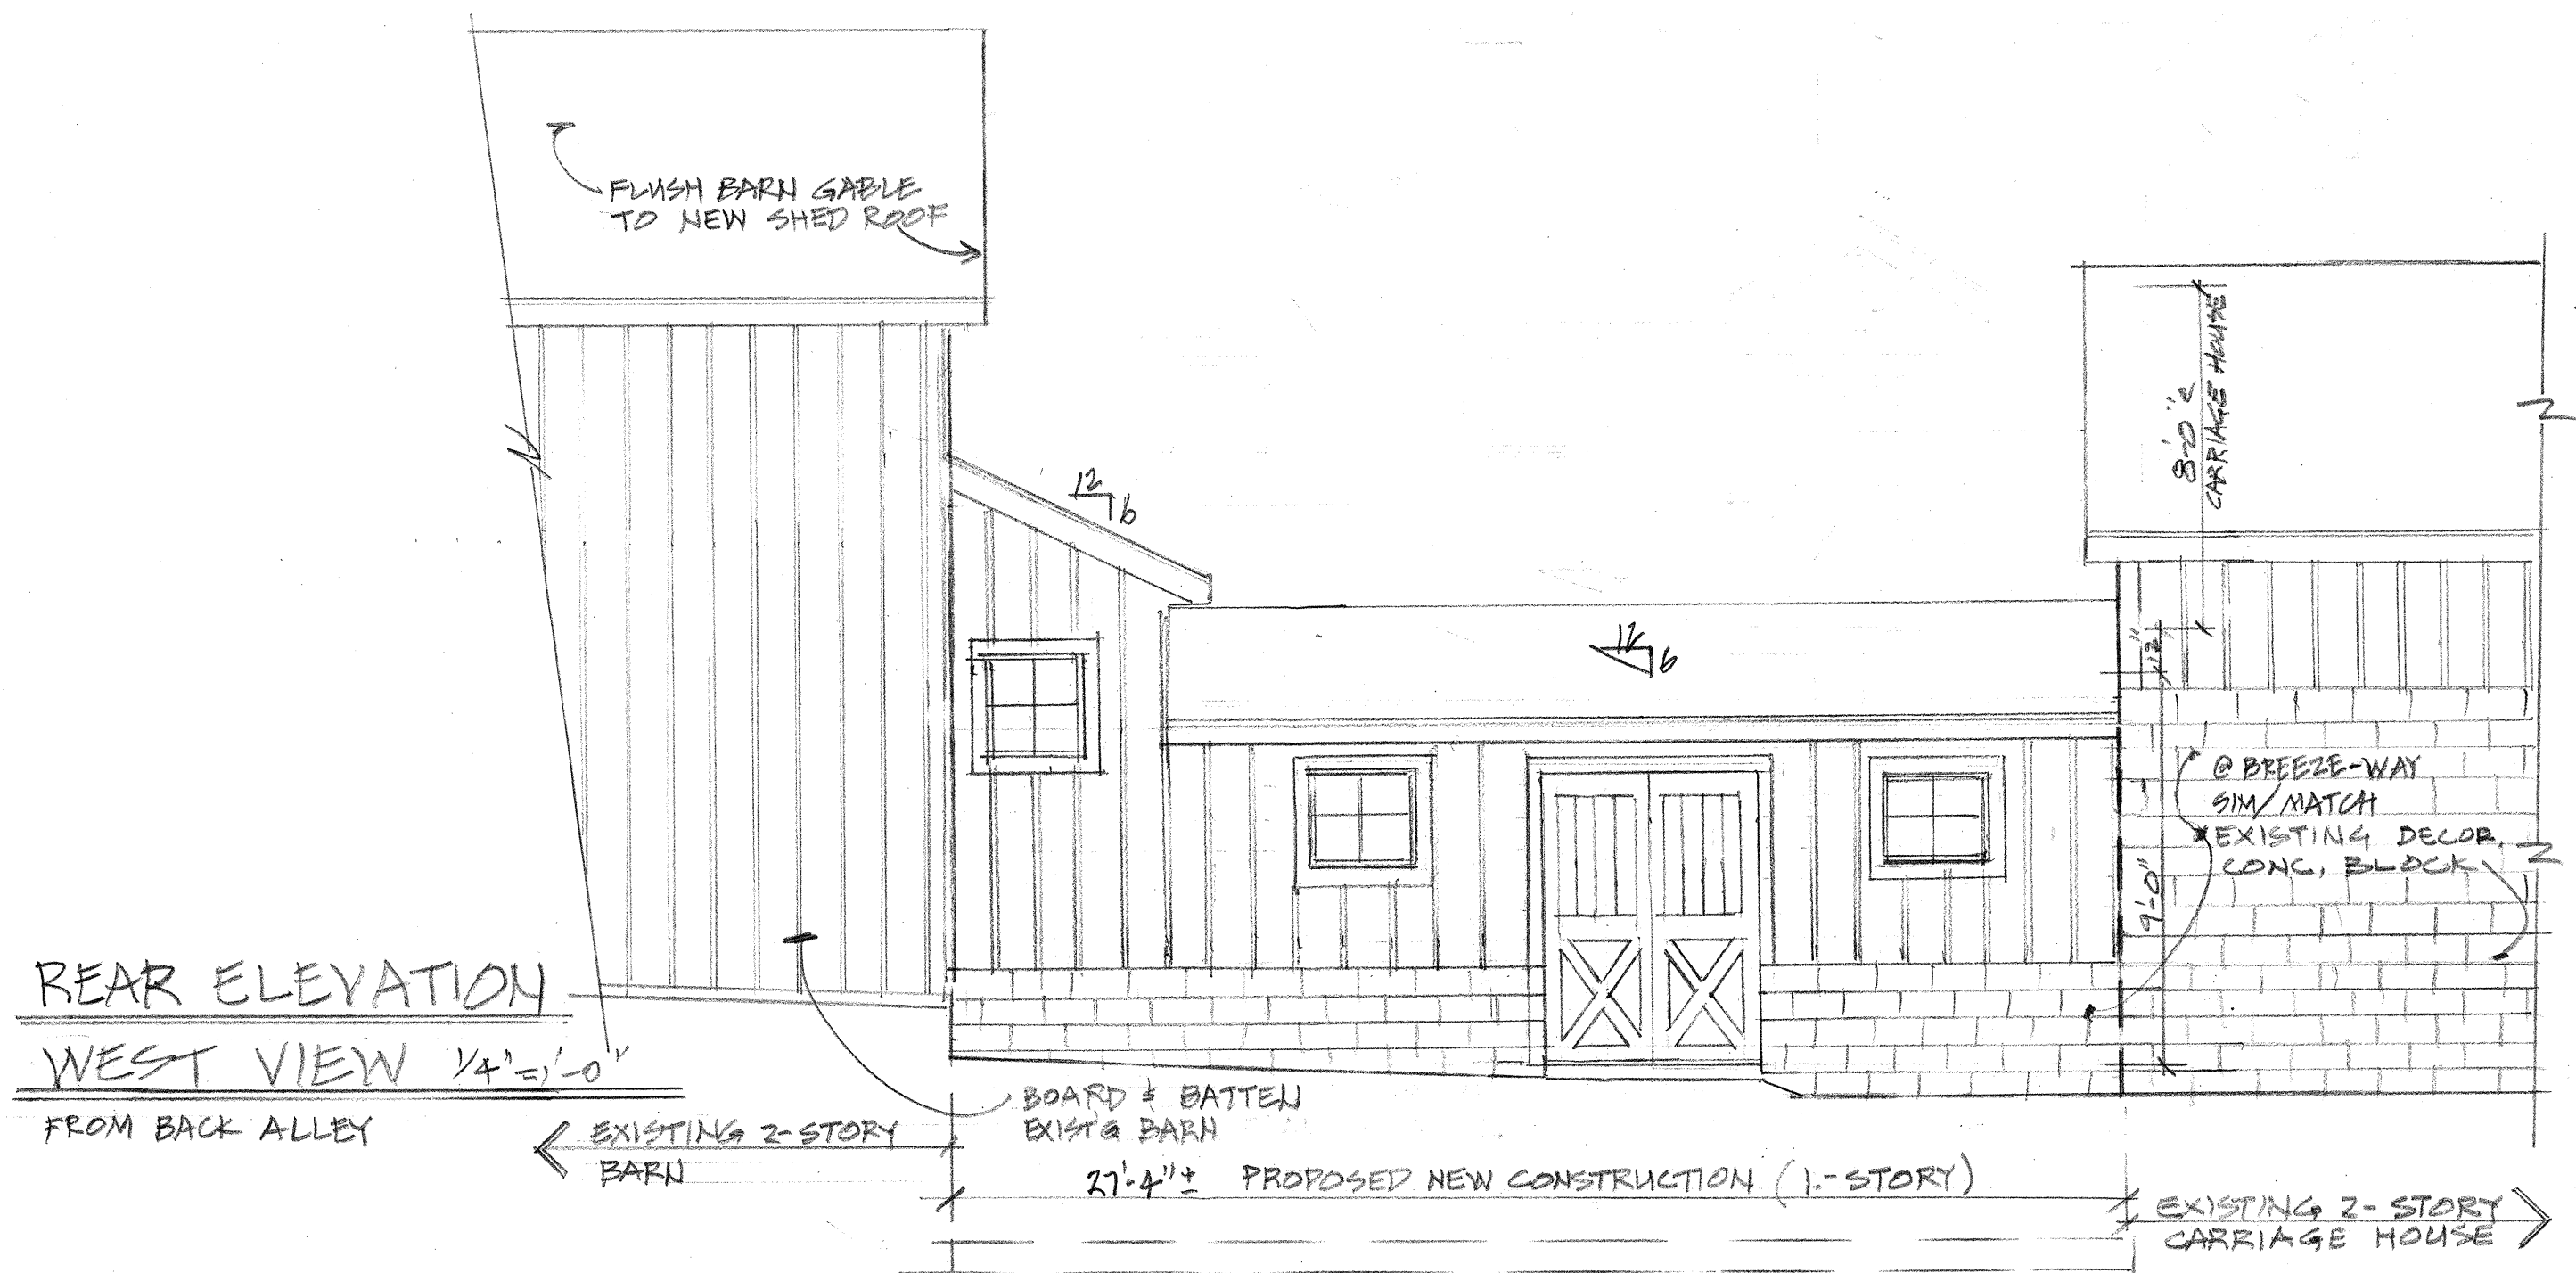 FLUSH BARN GABLE
TO NEW SHED ROOF
12
6
12
6
8'-0"±
CARRIAGE HOUSE
12"
9'-0"
@ BREEZE-WAY
SIM/MATCH
EXISTING DECOR.
CONC. BLOCK
REAR ELEVATION
WEST VIEW 1/4"=1'-0"
FROM BACK ALLEY
BOARD & BATTEN
EXIST'G BARN
EXISTING 2-STORY
BARN
27'-4"± PROPOSED NEW CONSTRUCTION (1-STORY)
EXISTING 2-STORY
CARRIAGE HOUSE